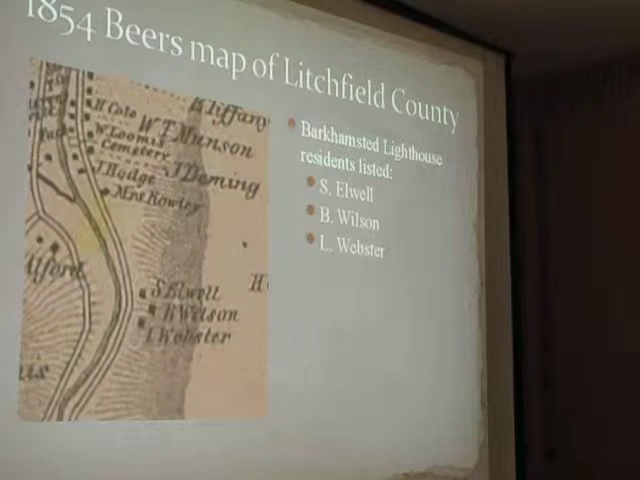 1854 Beers map of Litchfield County
Barkhamsted Lighthouse
residents listed:
S. Elwell
B. Wilson
L. Webster
H Cole
Tiffany
W. Loomis
W T Munson
Cemetery
J Hodge
J Deming
Mrs Rowley
Alford
S Elwell
H
B Wilson
L Webster